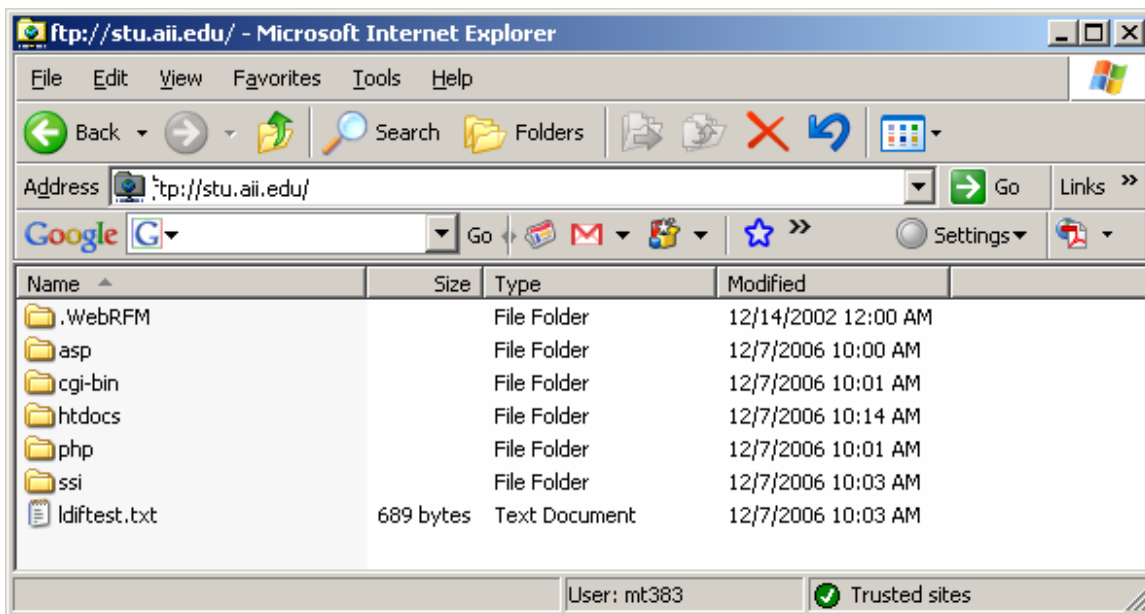 ftp://stu.aii.edu/ - Microsoft Internet Explorer
File Edit View Favorites Tools Help
Back Search Folders
Address ftp://stu.aii.edu/ Go Links »
Google G Go » Settings
Name Size Type Modified
.WebRFM File Folder 12/14/2002 12:00 AM
asp File Folder 12/7/2006 10:00 AM
cgi-bin File Folder 12/7/2006 10:01 AM
htdocs File Folder 12/7/2006 10:14 AM
php File Folder 12/7/2006 10:01 AM
ssi File Folder 12/7/2006 10:03 AM
ldiftest.txt 689 bytes Text Document 12/7/2006 10:03 AM
User: mt383 Trusted sites